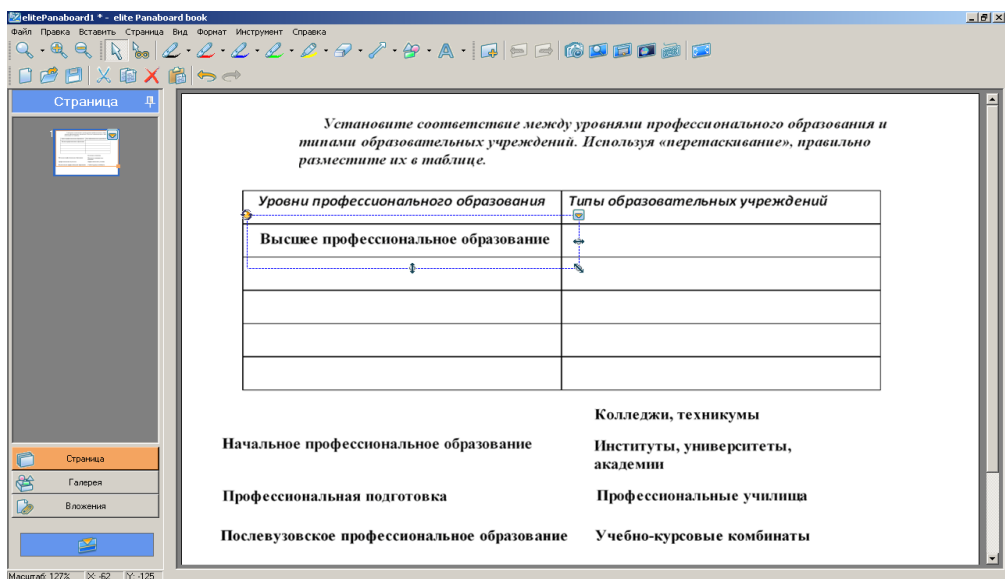 elitePanaboard1 * - elite Panaboard book
Файл Правка Вставить Страница Вид Формат Инструмент Справка
Страница
1
Установите соответствие между уровнями профессионального образования и
типами образовательных учреждений. Используя «перетаскивание», правильно
разместите их в таблице.
Уровни профессионального образования Типы образовательных учреждений
Высшее профессиональное образование
Колледжи, техникумы
Начальное профессиональное образование
Институты, университеты,
академии
Профессиональная подготовка
Профессиональные училища
Послевузовское профессиональное образование
Учебно-курсовые комбинаты
Страница
Галерея
Вложения
Масштаб: 127% X: -62 Y: -125